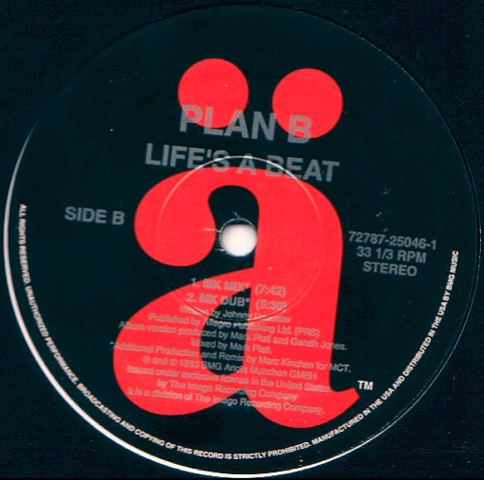 ä
PLAN B
LIFE'S A BEAT
SIDE B
72787-25046-1
33 1/3 RPM
STEREO
1. MK MIX* (7:42)
2. MK DUB* (5:30)
by Johnny
Published by Allegro Publishing Ltd. (PRS)
Album version produced by Mark Platt and Gareth Jones.
Mixed by Mark Platt.
*Additional Production and Remix by Marc Kinchen for MCT.
℗ and © 1993 BMG Ariola Munchen GMBH
Issued under exclusive license in the United States
by The Imago Recording Company
ä is a division of The Imago Recording Company.
TM
ALL RIGHTS RESERVED. UNAUTHORIZED PERFORMANCE, BROADCASTING AND COPYING OF THIS RECORD IS STRICTLY PROHIBITED. MANUFACTURED IN THE USA AND DISTRIBUTED IN THE USA BY BMG MUSIC